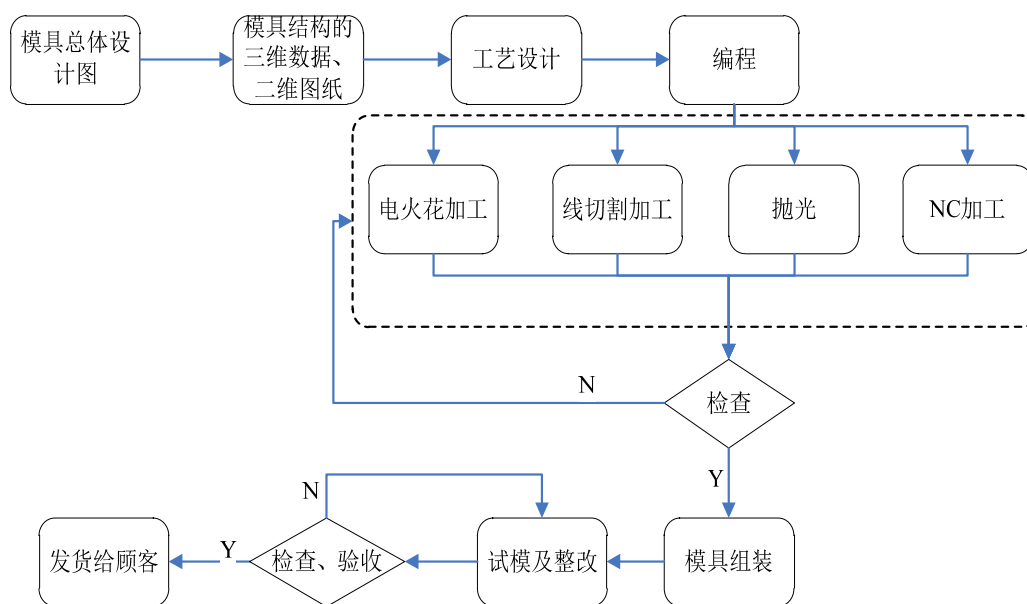 模具总体设
计图
模具结构的
三维数据、
二维图纸
工艺设计
编程
电火花加工
线切割加工
抛光
NC加工
N
检查
Y
N
发货给顾客
Y
检查、验收
试模及整改
模具组装